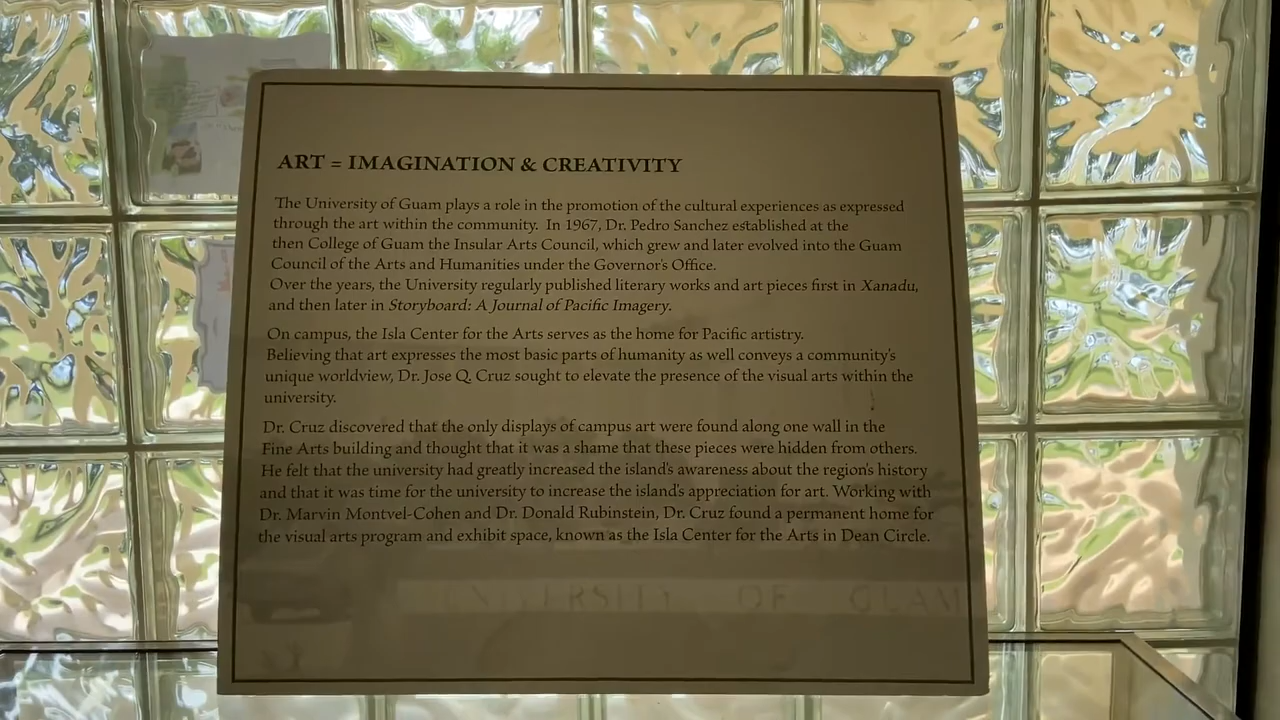 ART = IMAGINATION & CREATIVITY
The University of Guam plays a role in the promotion of the cultural experiences as expressed
through the art within the community. In 1967, Dr. Pedro Sanchez established at the
then College of Guam the Insular Arts Council, which grew and later evolved into the Guam
Council of the Arts and Humanities under the Governor's Office.
Over the years, the University regularly published literary works and art pieces first in Xanadu,
and then later in Storyboard: A Journal of Pacific Imagery.
On campus, the Isla Center for the Arts serves as the home for Pacific artistry.
Believing that art expresses the most basic parts of humanity as well conveys a community's
unique worldview, Dr. Jose Q. Cruz sought to elevate the presence of the visual arts within the
university.
Dr. Cruz discovered that the only displays of campus art were found along one wall in the
Fine Arts building and thought that it was a shame that these pieces were hidden from others.
He felt that the university had greatly increased the island's awareness about the region's history
and that it was time for the university to increase the island's appreciation for art. Working with
Dr. Marvin Montvel-Cohen and Dr. Donald Rubinstein, Dr. Cruz found a permanent home for
the visual arts program and exhibit space, known as the Isla Center for the Arts in Dean Circle.
UNIVERSITY OF GUAM